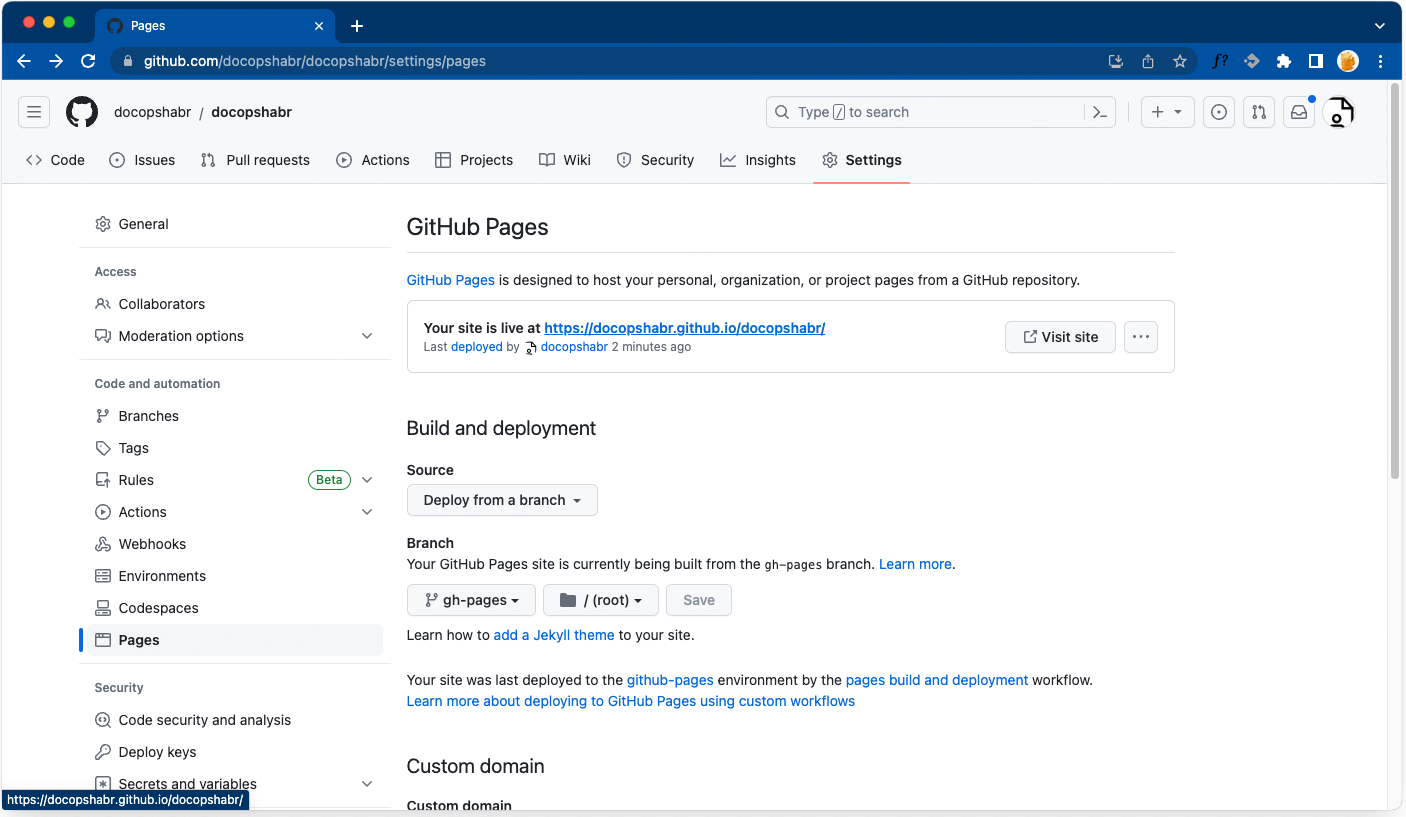 Pages
github.com/docopshabr/docopshabr/settings/pages
f?
docopshabr / docopshabr
Type / to search
Code Issues Pull requests Actions Projects Wiki Security Insights Settings
General
Access
Collaborators
Moderation options
Code and automation
Branches
Tags
Rules Beta
Actions
Webhooks
Environments
Codespaces
Pages
Security
Code security and analysis
Deploy keys
Secrets and variables
https://docopshabr.github.io/docopshabr/
GitHub Pages
GitHub Pages is designed to host your personal, organization, or project pages from a GitHub repository.
Your site is live at https://docopshabr.github.io/docopshabr/
Last deployed by docopshabr 2 minutes ago
Visit site
Build and deployment
Source
Deploy from a branch
Branch
Your GitHub Pages site is currently being built from the gh-pages branch. Learn more.
gh-pages / (root) Save
Learn how to add a Jekyll theme to your site.
Your site was last deployed to the github-pages environment by the pages build and deployment workflow.
Learn more about deploying to GitHub Pages using custom workflows
Custom domain
Custom domain